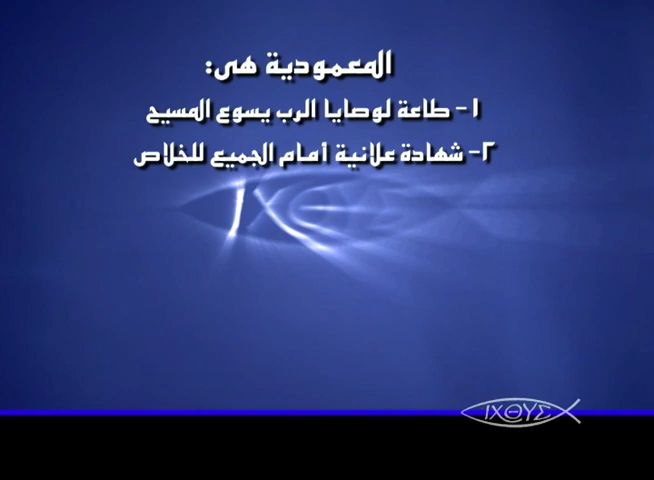 المعمودية هى:
١- طاعة لوصايا الرب يسوع المسيح
٢- شهادة علانية أمام الجميع للخلاص
ΙΧΘΥΣ